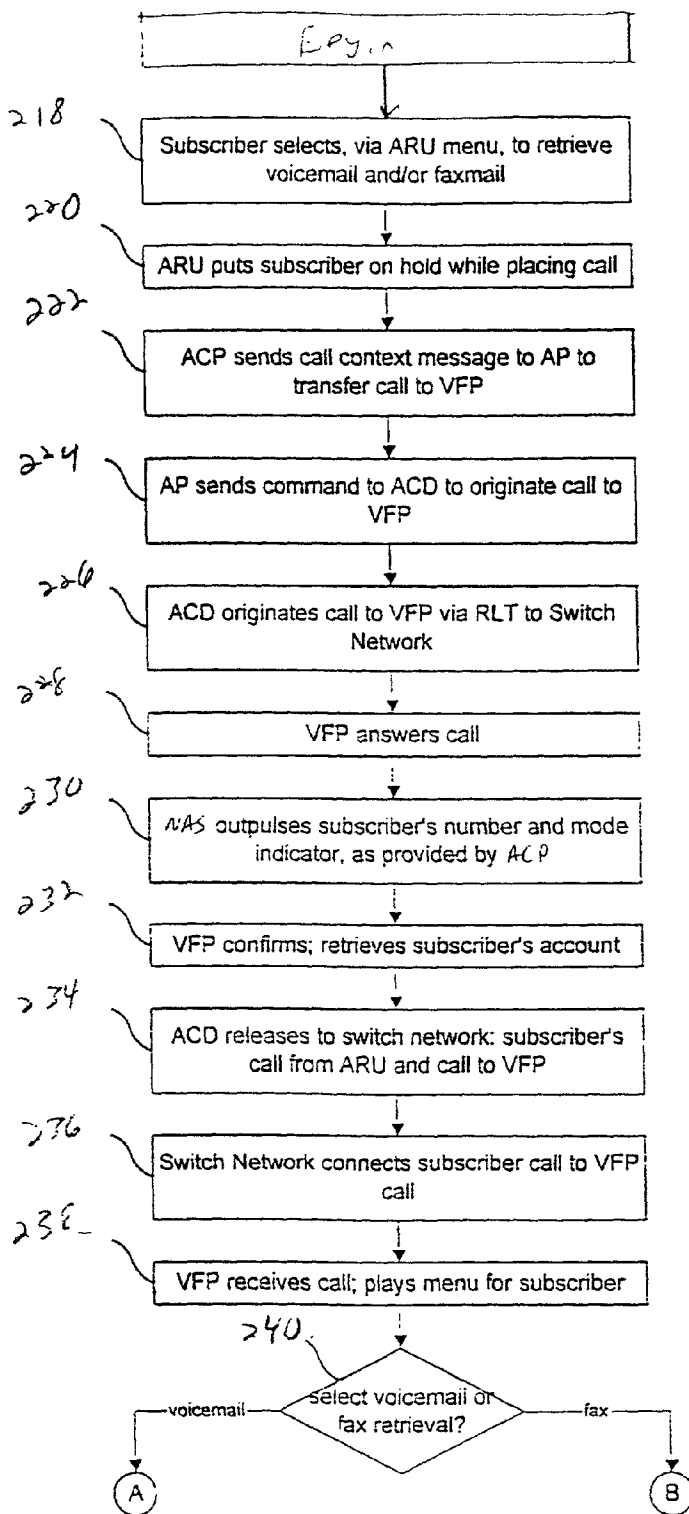 218
Subscriber selects, via ARU menu, to retrieve
voicemail and/or faxmail
220
ARU puts subscriber on hold while placing call
222
ACP sends call context message to AP to
transfer call to VFP
224
AP sends command to ACD to originate call to
VFP
226
ACD originates call to VFP via RLT to Switch
Network
228
VFP answers call
230
NAS outpulses subscriber's number and mode
indicator, as provided by ACP
232
VFP confirms; retrieves subscriber's account
234
ACD releases to switch network: subscriber's
call from ARU and call to VFP
236
Switch Network connects subscriber call to VFP
call
238
VFP receives call; plays menu for subscriber
240
select voicemail or
fax retrieval?
voicemail
fax
A
B